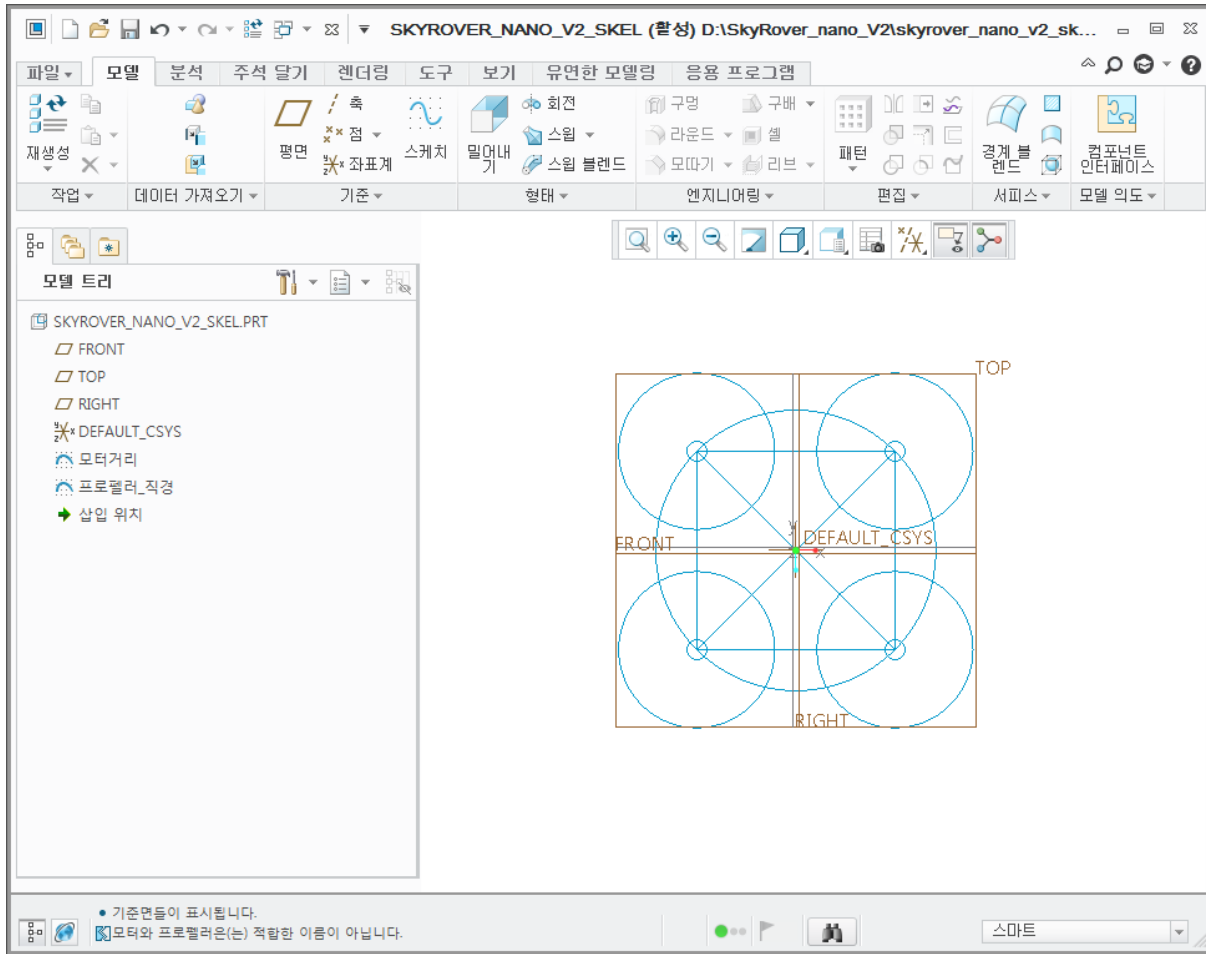 SKYROVER_NANO_V2_SKEL (활성) D:\SkyRover_nano_V2\skyrover_nano_v2_sk...
파일 모델 분석 주석 달기 렌더링 도구 보기 유연한 모델링 응용 프로그램
재생성
평면
축
점
좌표계
스케치
밀어내기
회전
스윕
스윕 블렌드
구멍
라운드
모따기
구배
셸
리브
패턴
경계 블렌드
컴포넌트
인터페이스
작업 데이터 가져오기 기준 형태 엔지니어링 편집 서피스 모델 의도
모델 트리
SKYROVER_NANO_V2_SKEL.PRT
FRONT
TOP
RIGHT
DEFAULT_CSYS
모터거리
프로펠러_직경
삽입 위치
TOP
y
DEFAULT_CSYS
FRONT
x
RIGHT
기준면들이 표시됩니다.
모터와 프로펠러은(는) 적합한 이름이 아닙니다.
스마트